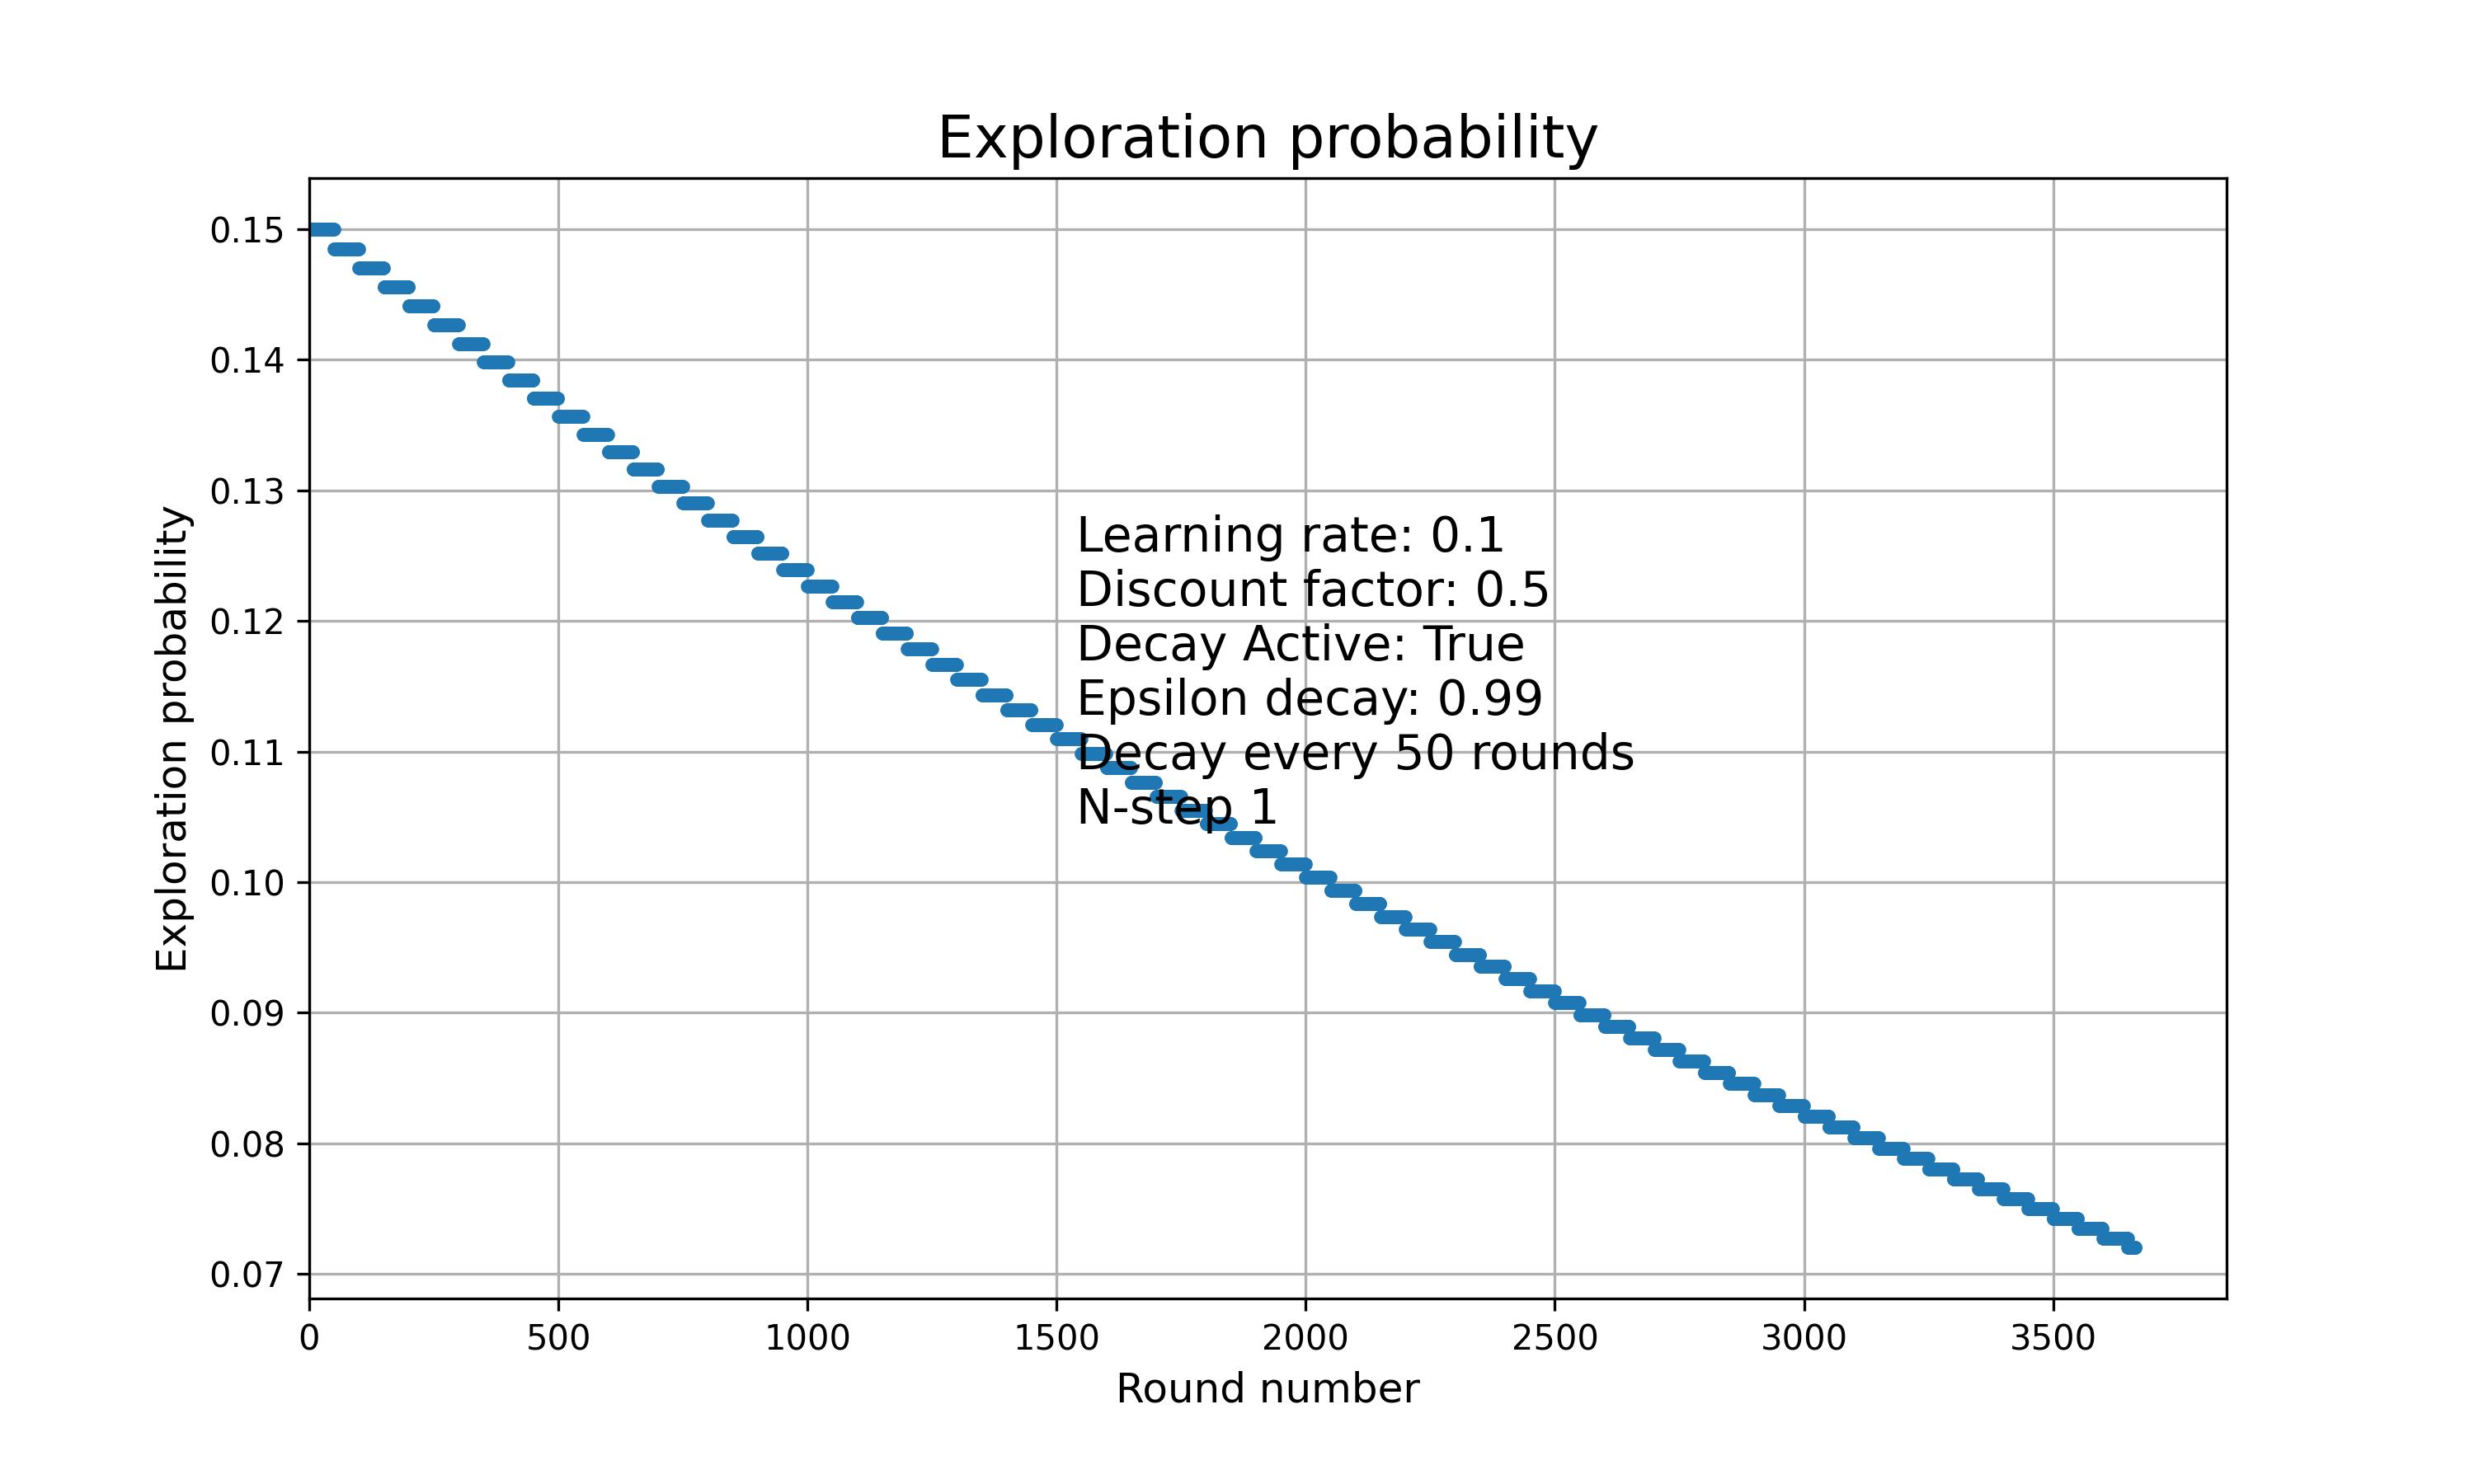 Exploration probability
Exploration probability
0.15
0.14
0.13
0.12
0.11
0.10
0.09
0.08
0.07
Learning rate: 0.1
Discount factor: 0.5
Decay Active: True
Epsilon decay: 0.99
Decay every 50 rounds
N-step 1
0 500 1000 1500 2000 2500 3000 3500
Round number